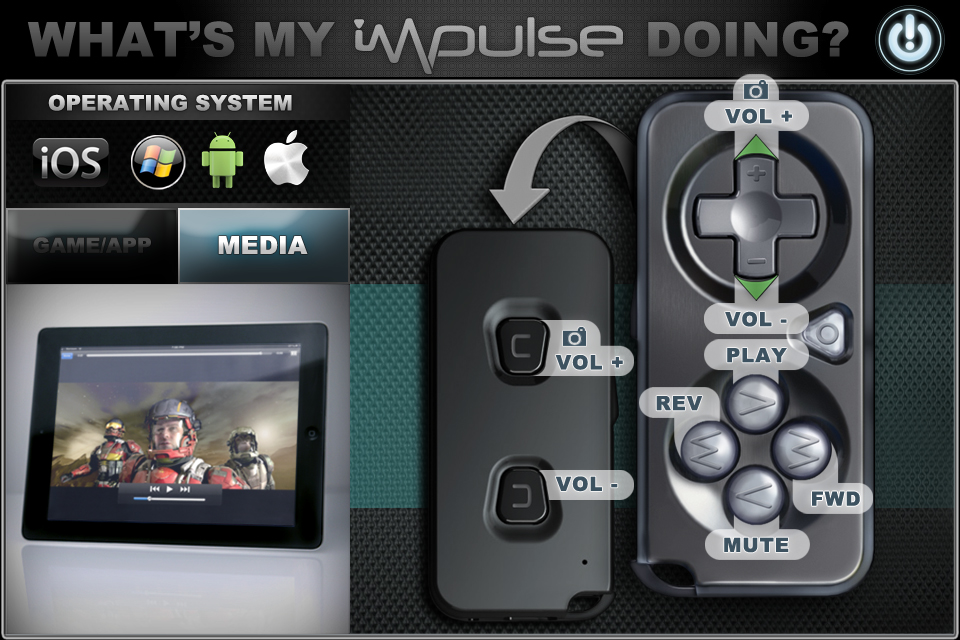 WHAT'S MY iMpulse DOING?
OPERATING SYSTEM
iOS
GAME/APP
MEDIA
VOL +
VOL -
PLAY
REV
FWD
MUTE
VOL +
VOL -